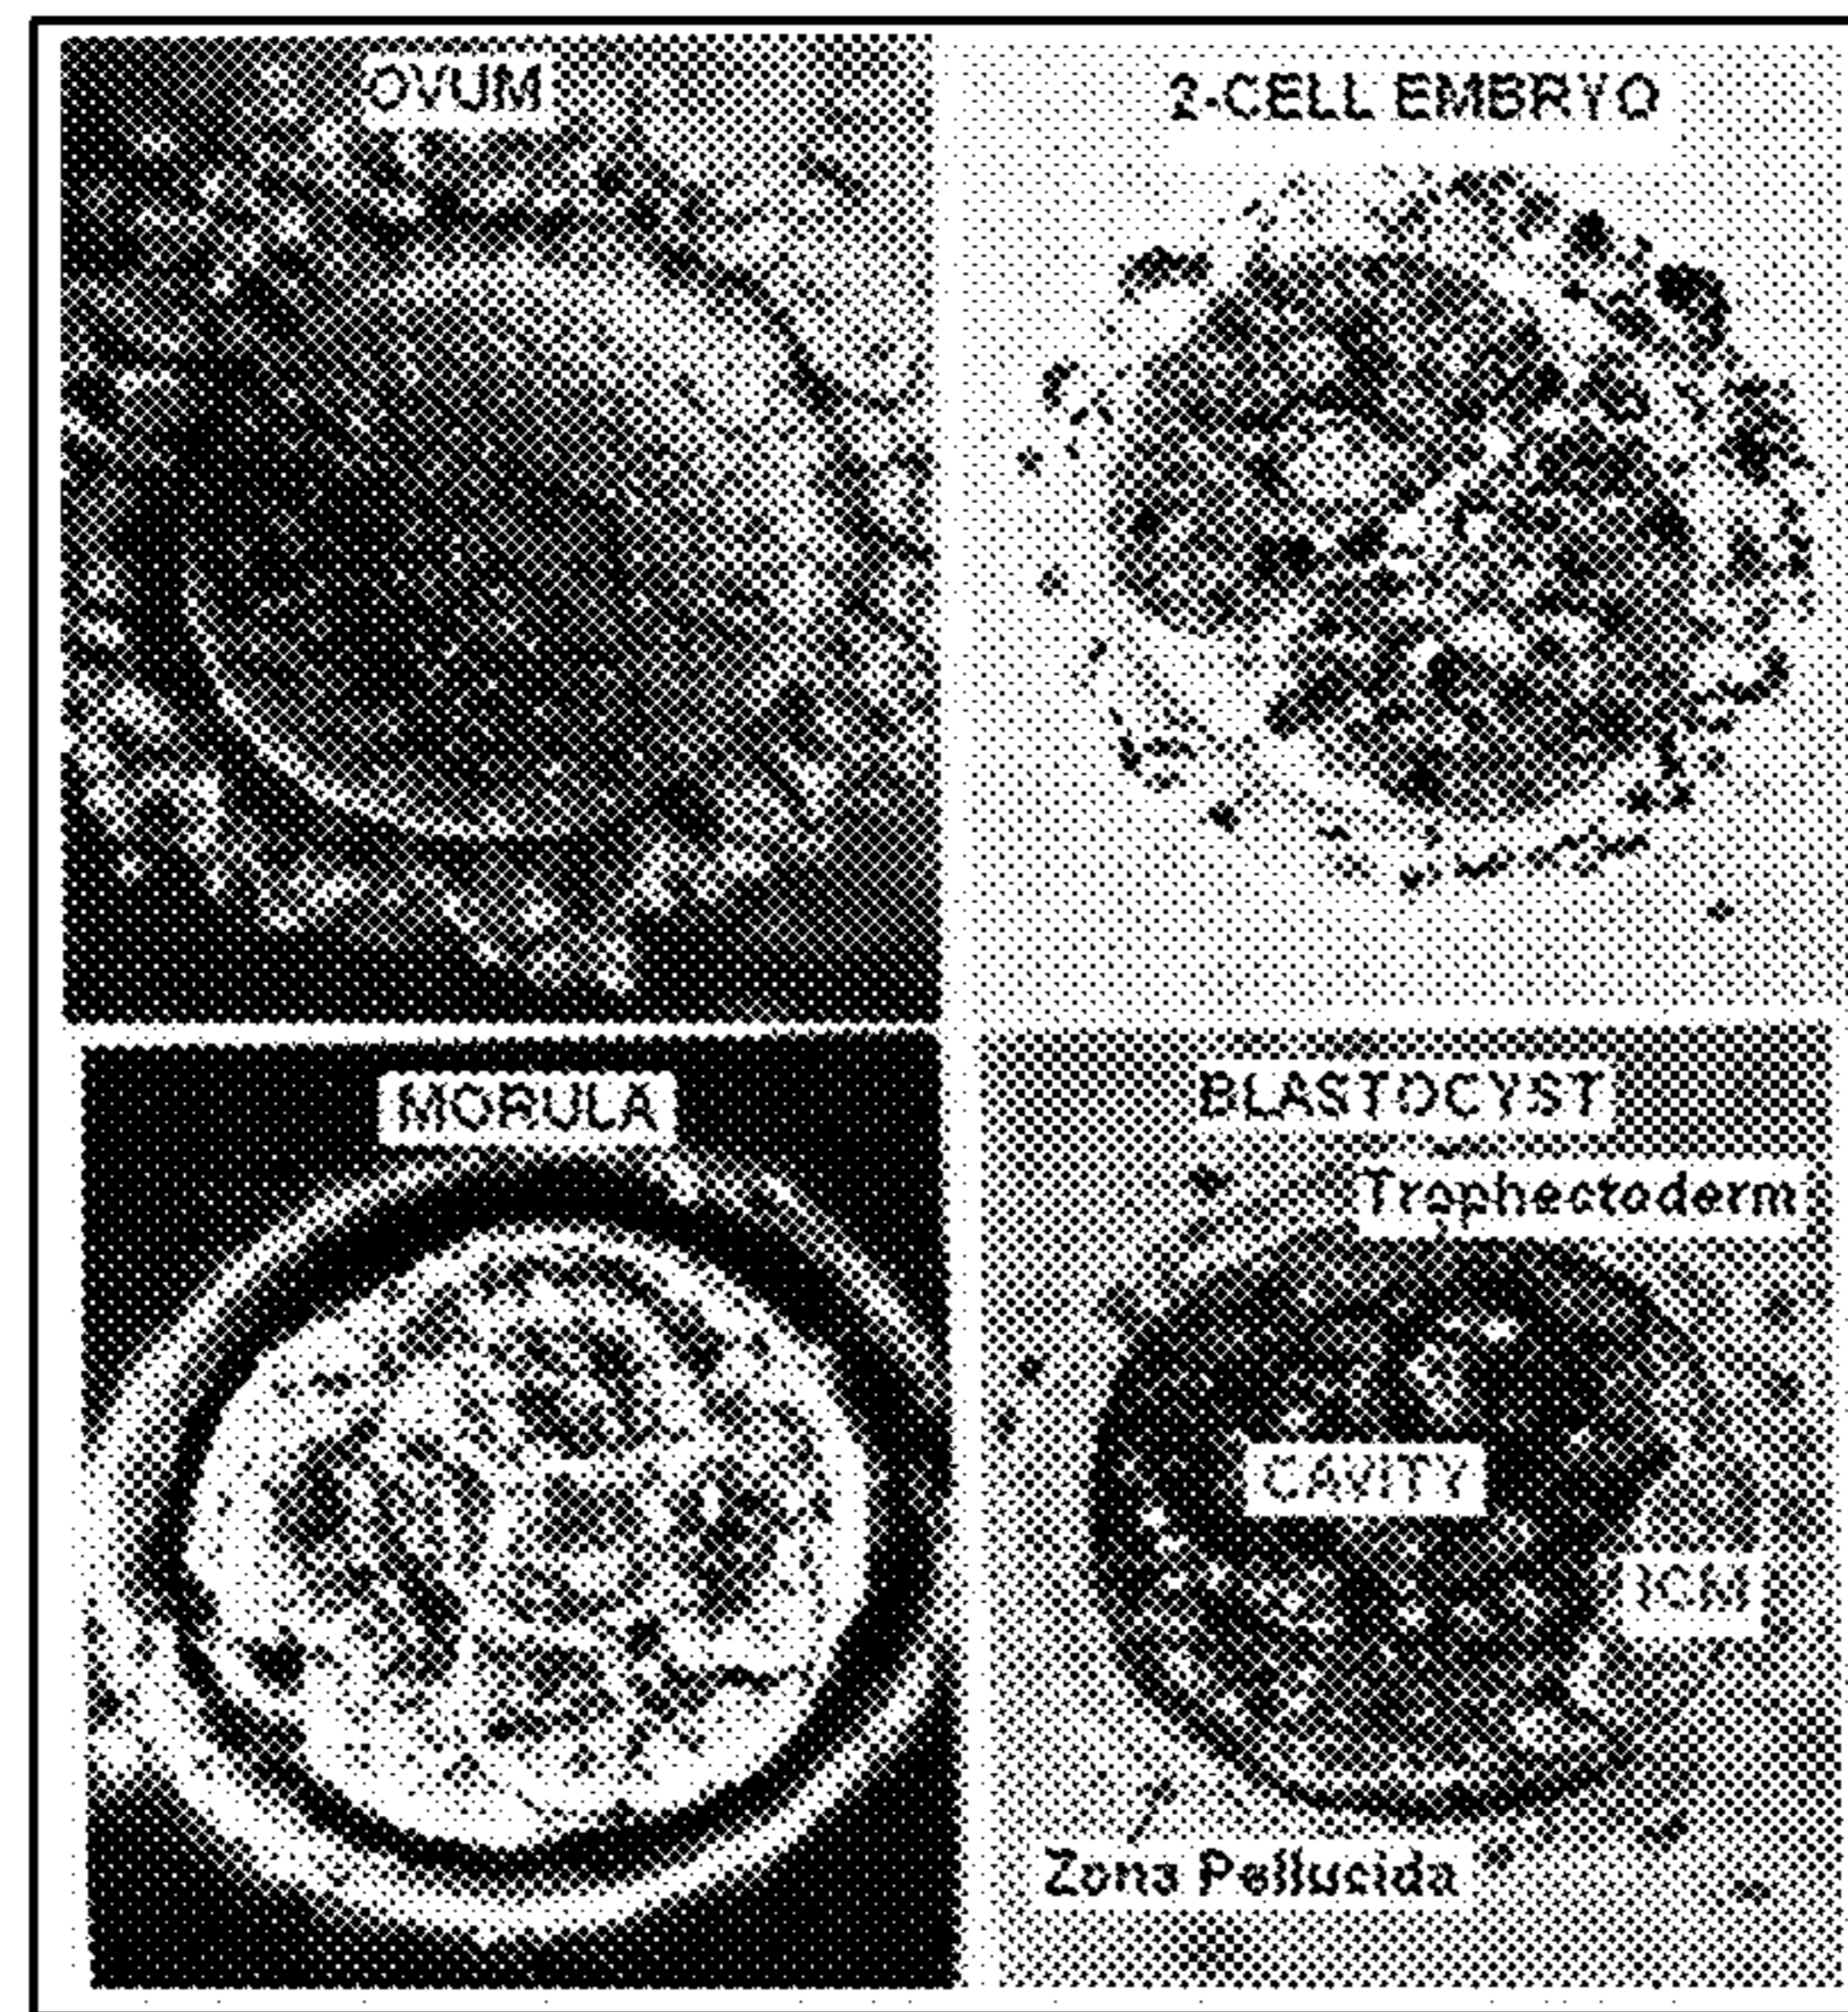 OVUM
2-CELL EMBRYO
MORULA
BLASTOCYST
Trophectoderm
CAVITY
ICM
Zona Pellucida